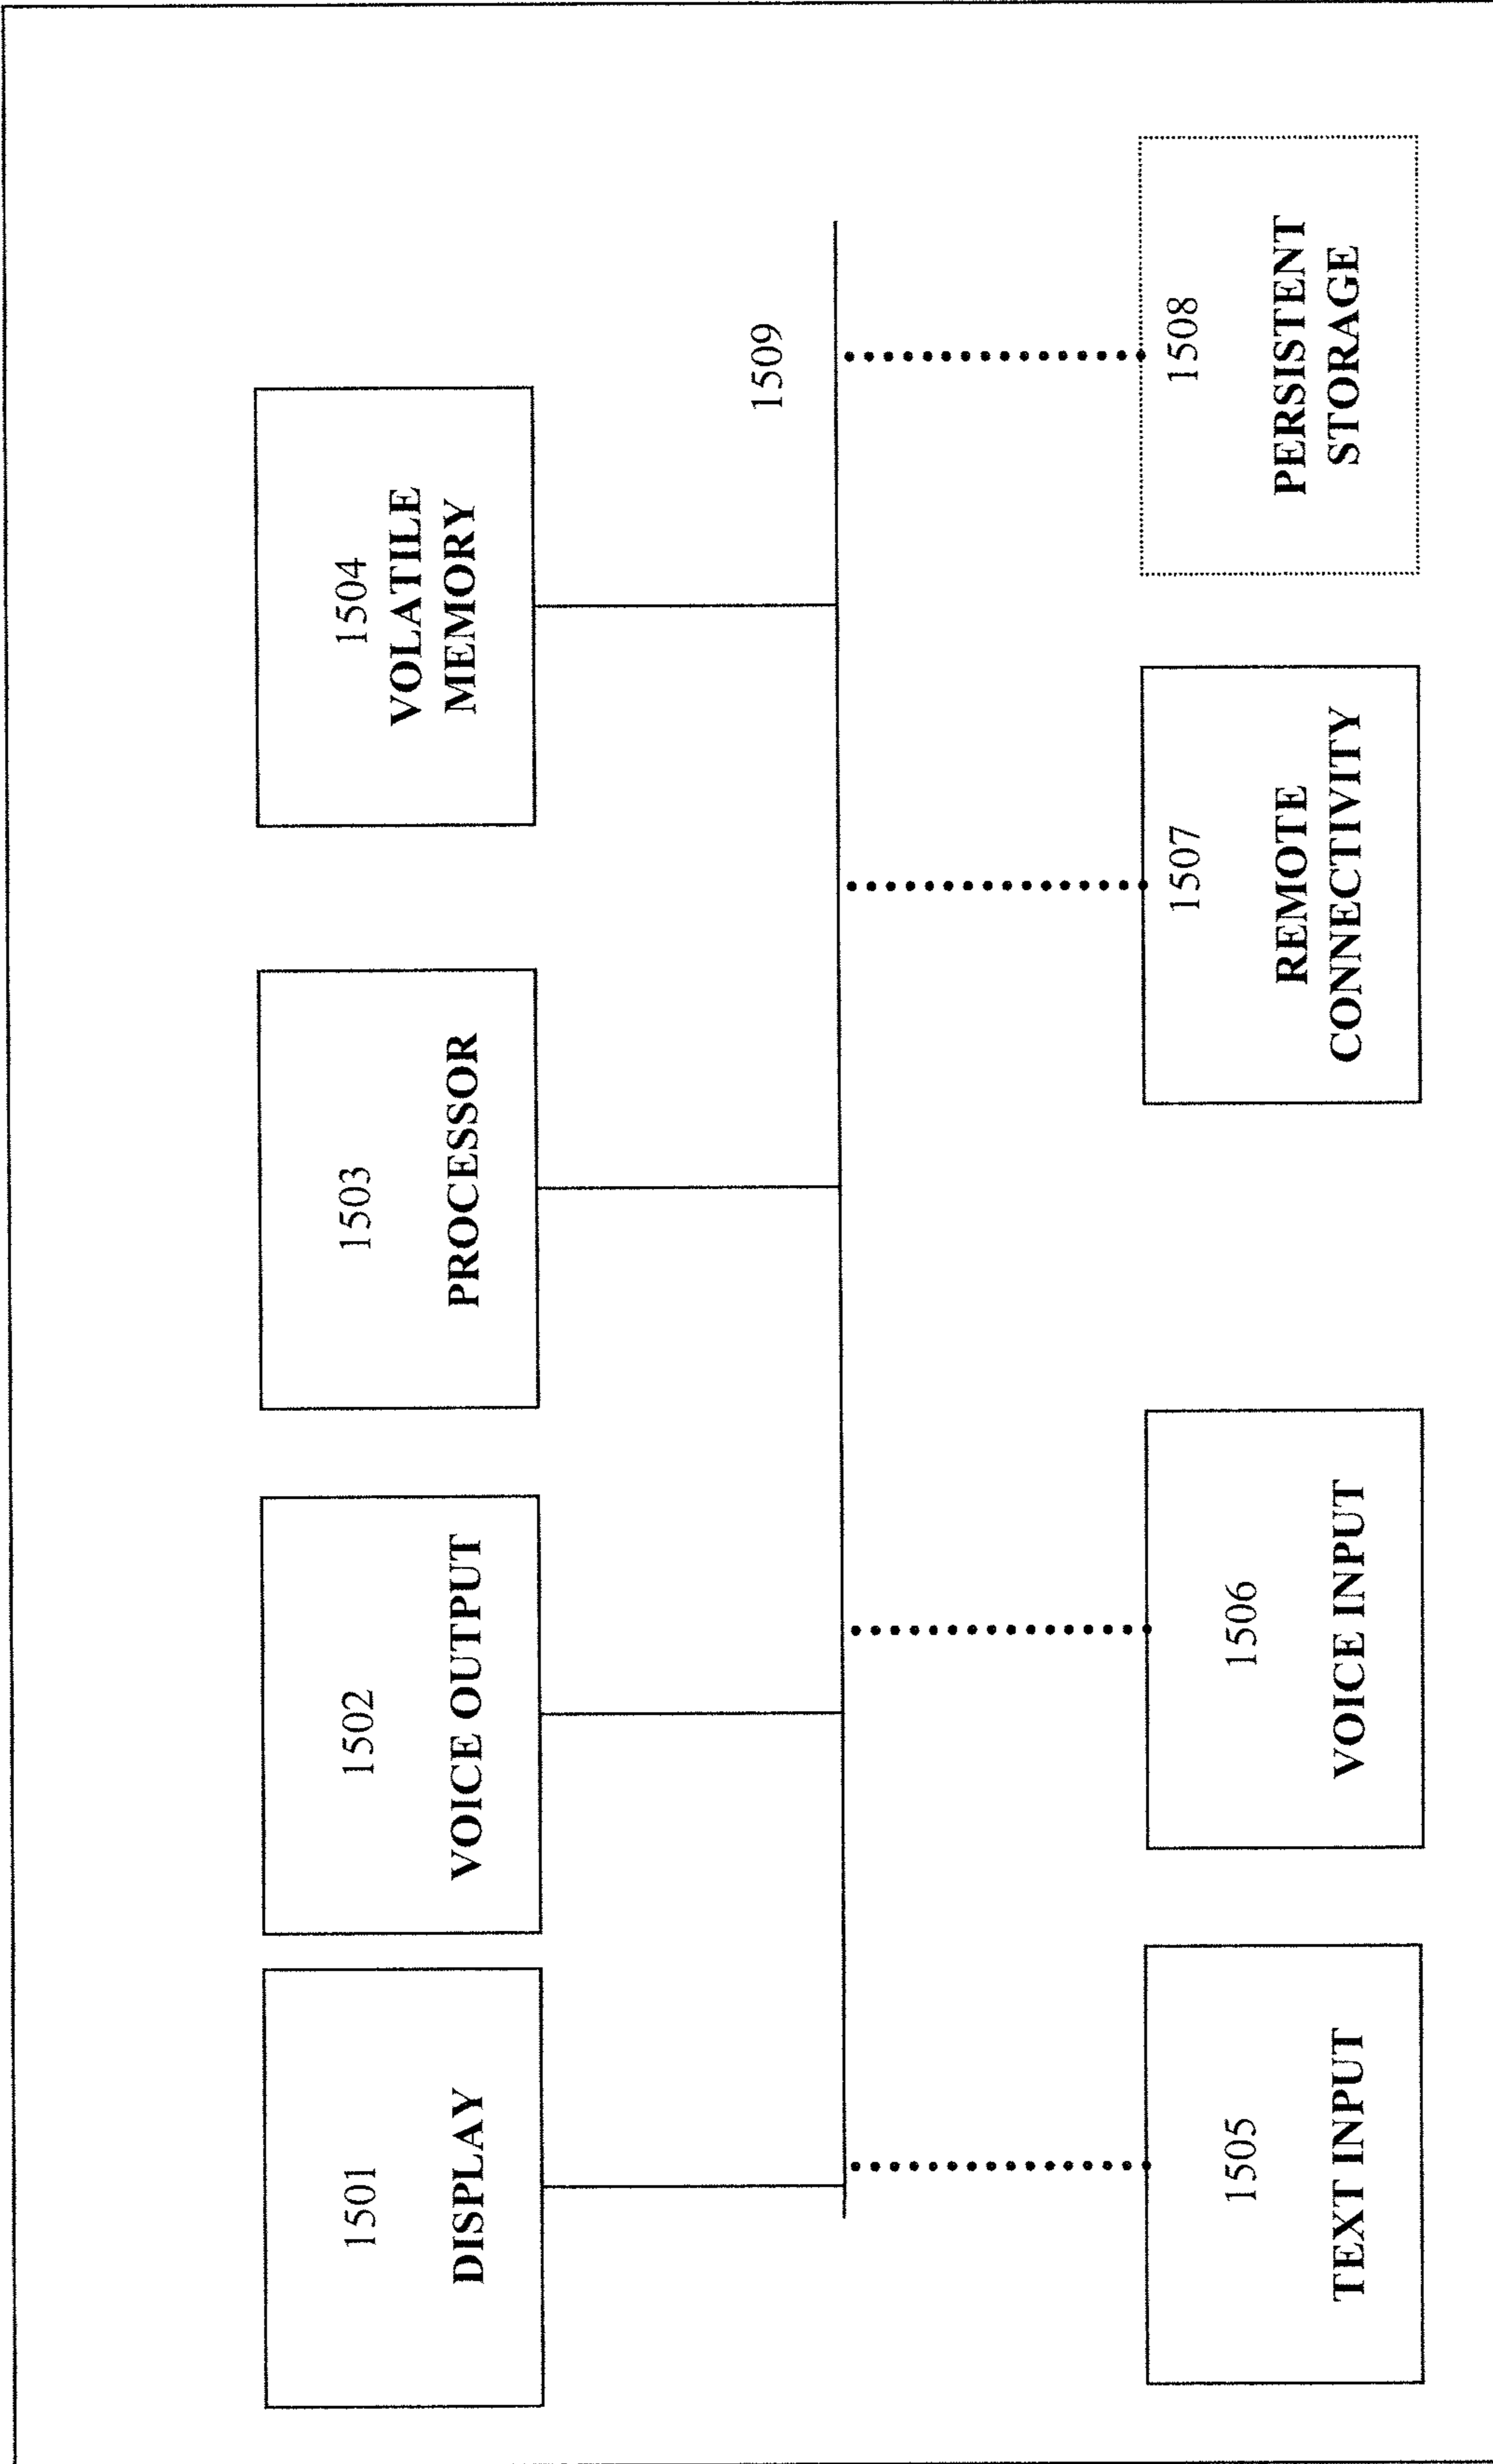 1501
DISPLAY
1502
VOICE OUTPUT
1503
PROCESSOR
1504
VOLATILE
MEMORY
1509
1505
TEXT INPUT
1506
VOICE INPUT
1507
REMOTE
CONNECTIVITY
1508
PERSISTENT
STORAGE